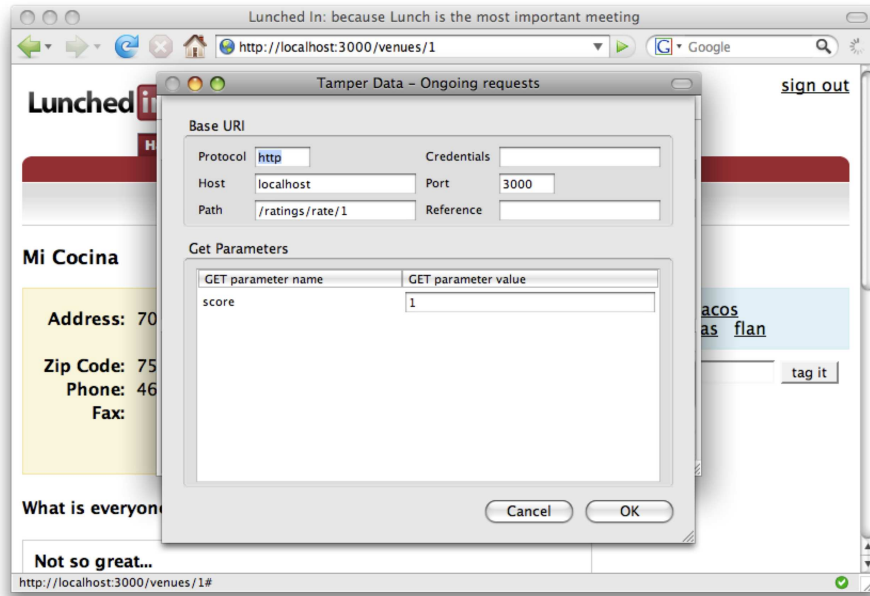 Lunched In: because Lunch is the most important meeting
http://localhost:3000/venues/1
G Google
Tamper Data – Ongoing requests
sign out
Lunched in
H
Base URI
Protocol http Credentials
Host localhost Port 3000
Path /ratings/rate/1 Reference
Get Parameters
Mi Cocina
GET parameter name GET parameter value
score 1
Address: 70
acos
as flan
Zip Code: 75
tag it
Phone: 46
Fax:
What is everyon
Cancel OK
Not so great...
http://localhost:3000/venues/1#